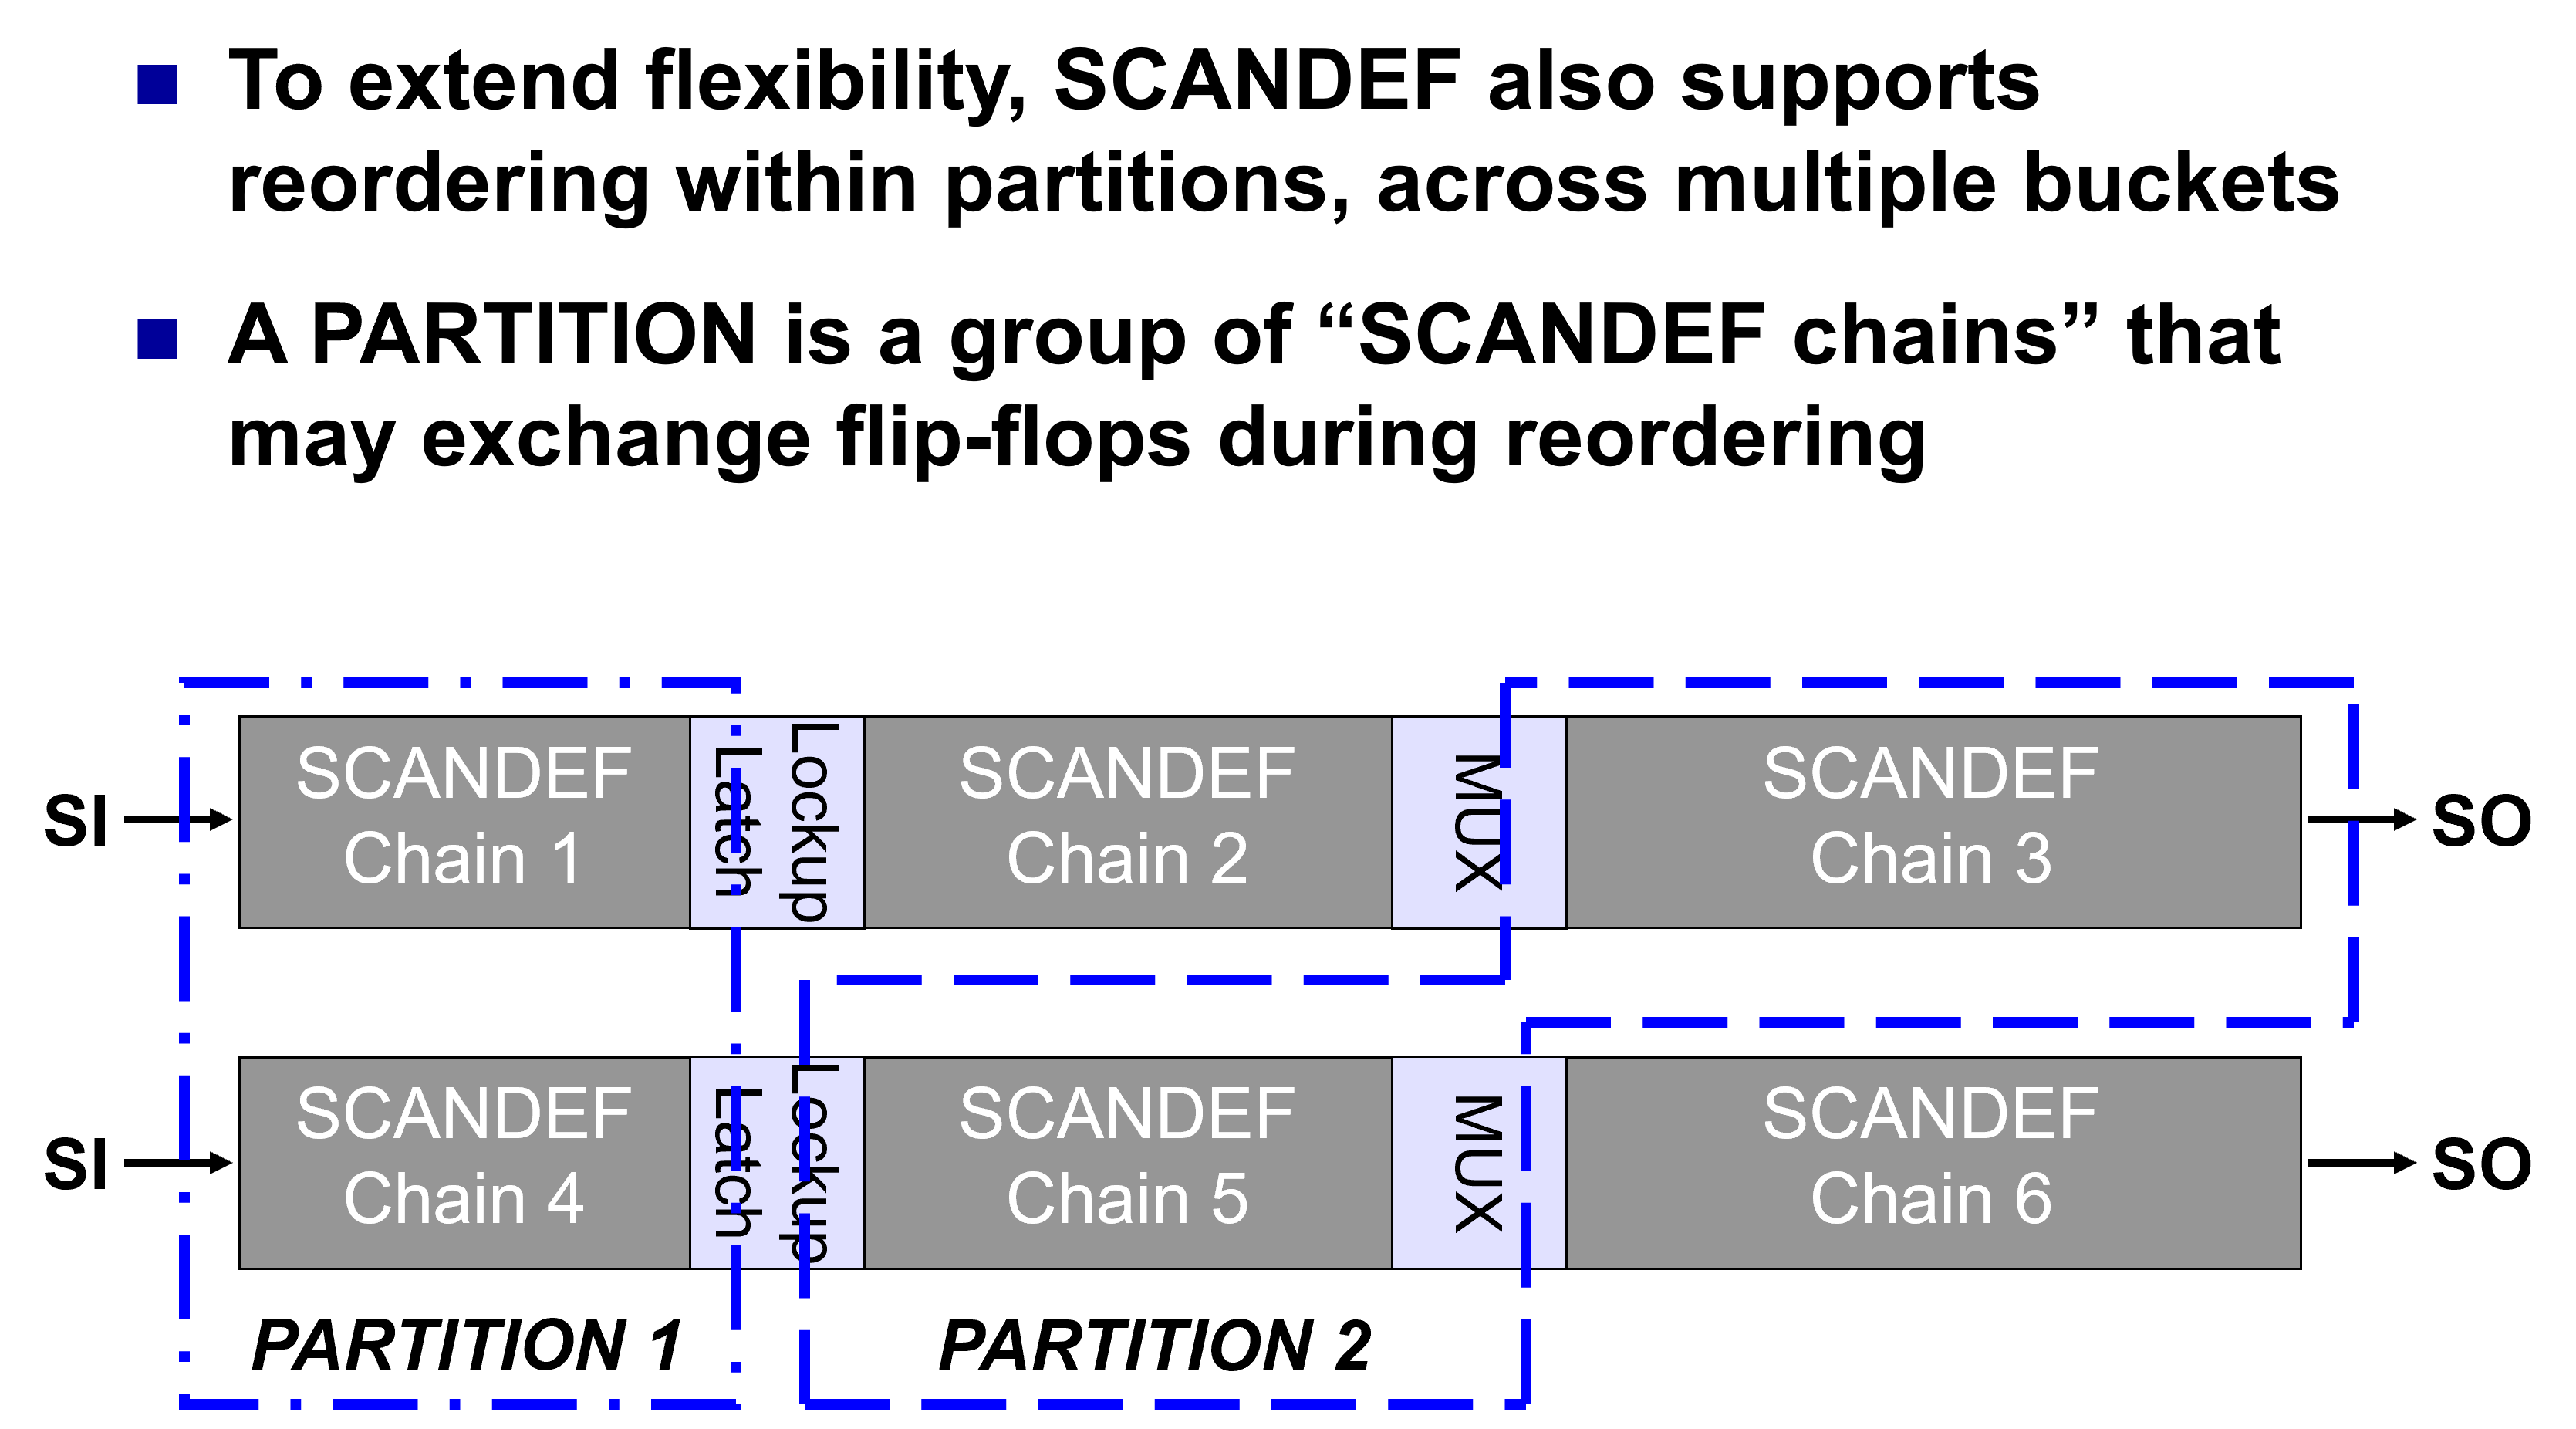 To extend flexibility, SCANDEF also supports
reordering within partitions, across multiple buckets
A PARTITION is a group of “SCANDEF chains” that
may exchange flip-flops during reordering
SI
SCANDEF
Chain 1
Lockup
Latch
SCANDEF
Chain 2
MUX
SCANDEF
Chain 3
SO
SI
SCANDEF
Chain 4
Lockup
Latch
SCANDEF
Chain 5
MUX
SCANDEF
Chain 6
SO
PARTITION 1
PARTITION 2